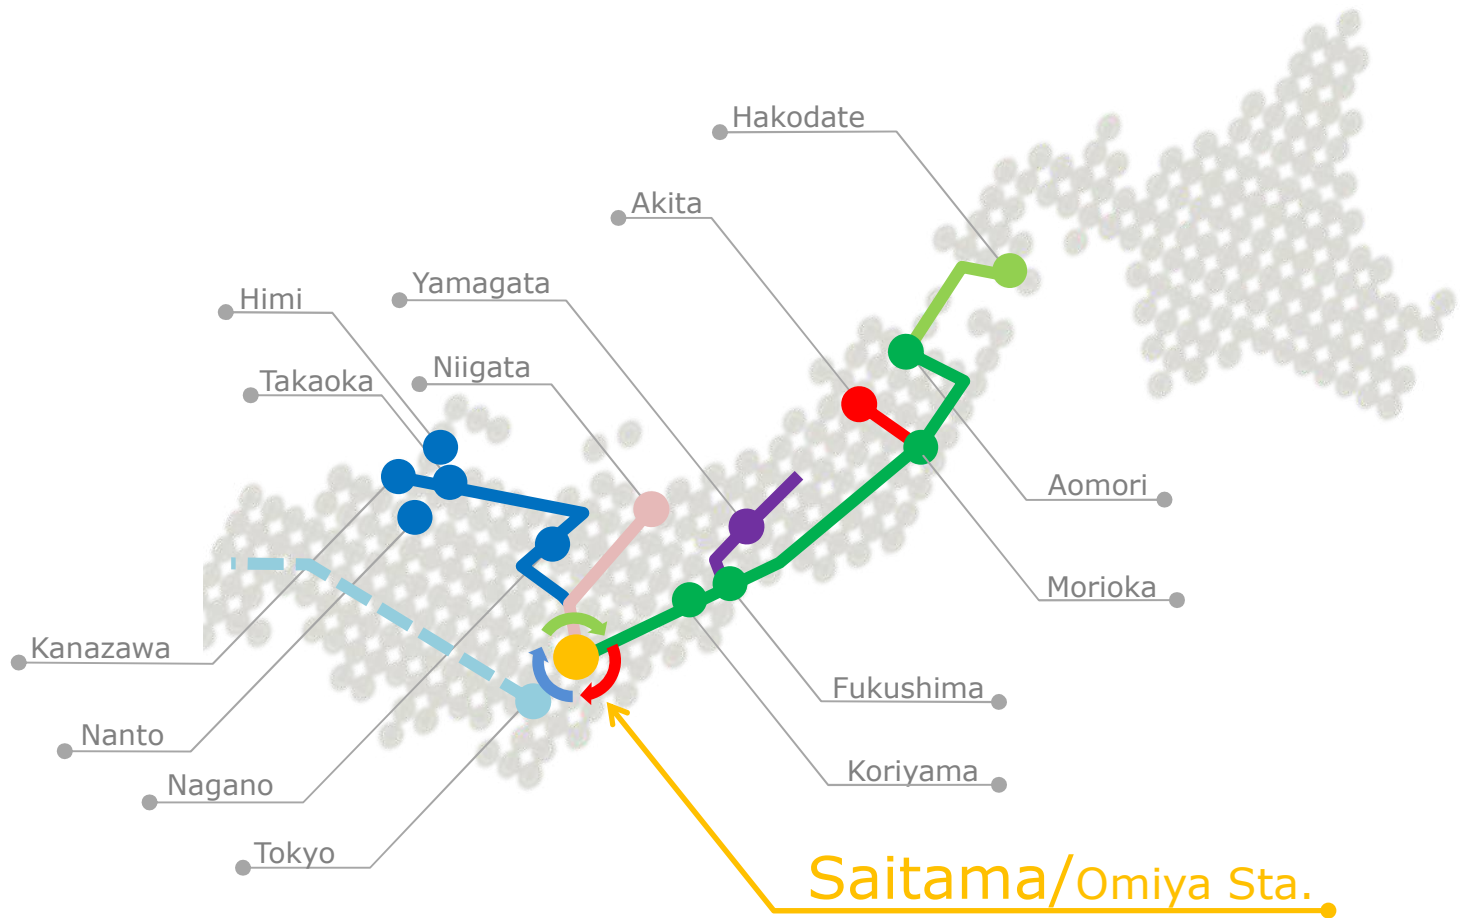 Hakodate
Akita
Yamagata
Himi
Niigata
Takaoka
Aomori
Morioka
Kanazawa
Fukushima
Nanto
Koriyama
Nagano
Tokyo
Saitama/Omiya Sta.